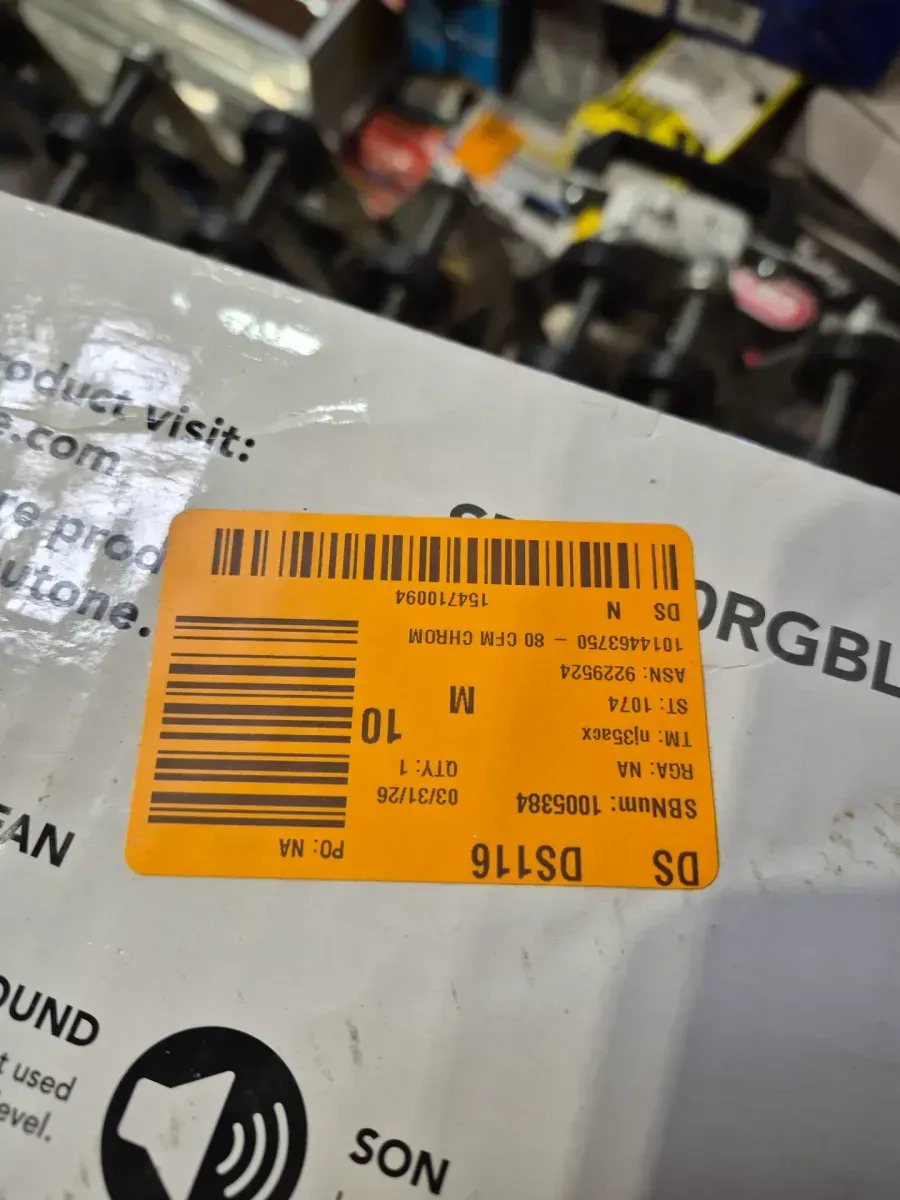 oduct visit:
e.com
re prod
utone.
ORGBL
DS DS116 PO: NA
SBNum: 1005384 03/31/26
RGA: NA QTY: 1
TM: nj35acx 10
ST: 1074 M
ASN: 9229524
1014463750 - 80 CFM CHROM
DS N 154710094
FAN
OUND
t used
evel.
SON